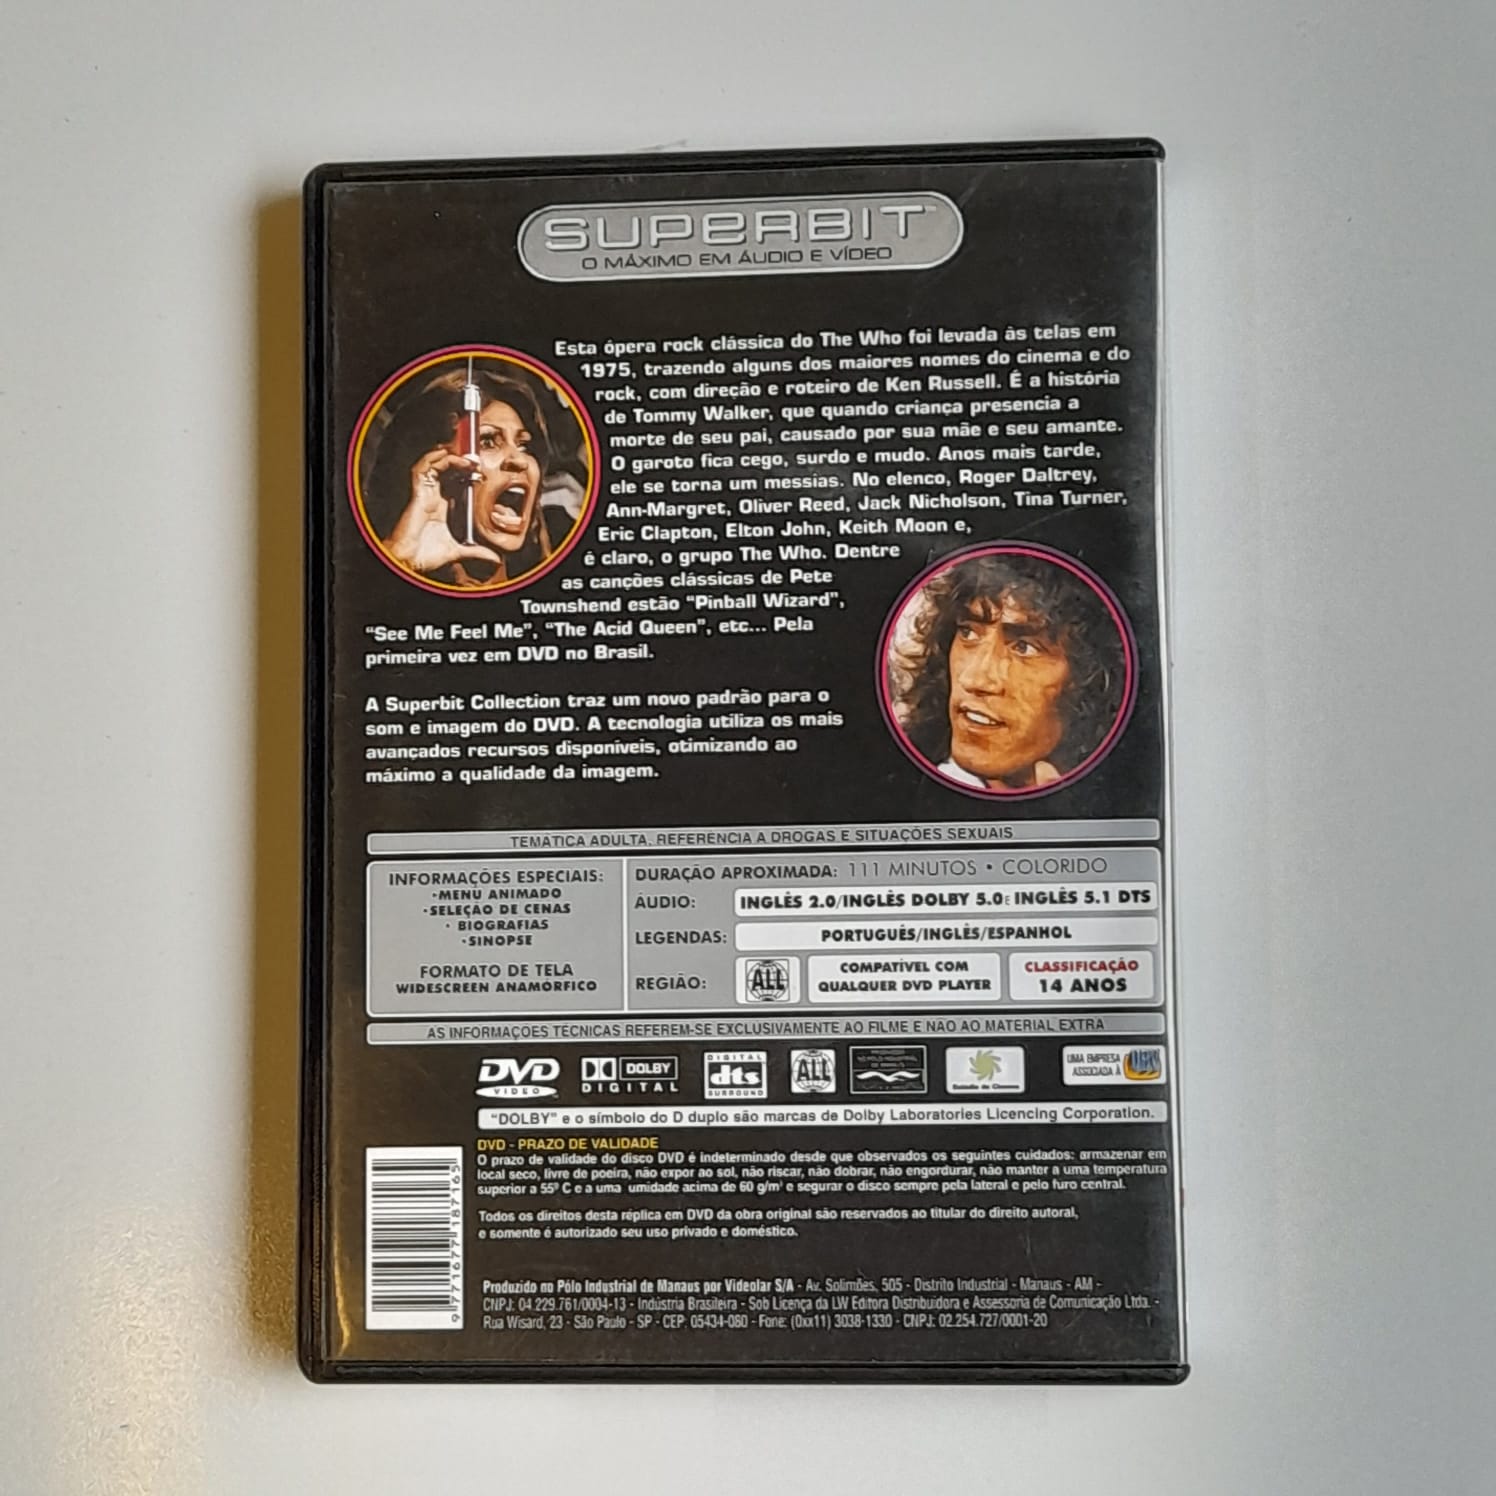 SUPERBIT™
O MÁXIMO EM ÁUDIO E VÍDEO
Esta ópera rock clássica do The Who foi levada às telas em
1975, trazendo alguns dos maiores nomes do cinema e do
rock, com direção e roteiro de Ken Russell. É a história
de Tommy Walker, que quando criança presencia a
morte de seu pai, causado por sua mãe e seu amante.
O garoto fica cego, surdo e mudo. Anos mais tarde,
ele se torna um messias. No elenco, Roger Daltrey,
Ann-Margret, Oliver Reed, Jack Nicholson, Tina Turner,
Eric Clapton, Elton John, Keith Moon e,
é claro, o grupo The Who. Dentre
as canções clássicas de Pete
Townshend estão “Pinball Wizard”,
“See Me Feel Me”, “The Acid Queen”, etc... Pela
primeira vez em DVD no Brasil.
A Superbit Collection traz um novo padrão para o
som e imagem do DVD. A tecnologia utiliza os mais
avançados recursos disponíveis, otimizando ao
máximo a qualidade da imagem.
TEMÁTICA ADULTA, REFERÊNCIA A DROGAS E SITUAÇÕES SEXUAIS
INFORMAÇÕES ESPECIAIS:
·MENU ANIMADO
·SELEÇÃO DE CENAS
· BIOGRAFIAS
·SINOPSE
FORMATO DE TELA
WIDESCREEN ANAMÓRFICO
DURAÇÃO APROXIMADA: 111 MINUTOS • COLORIDO
ÁUDIO: INGLÊS 2.0/INGLÊS DOLBY 5.0E INGLÊS 5.1 DTS
LEGENDAS: PORTUGUÊS/INGLÊS/ESPANHOL
REGIÃO: ALL
COMPATÍVEL COM
QUALQUER DVD PLAYER
CLASSIFICAÇÃO
14 ANOS
AS INFORMAÇÕES TÉCNICAS REFEREM-SE EXCLUSIVAMENTE AO FILME E NÃO AO MATERIAL EXTRA
DVD
VIDEO
DOLBY
DIGITAL
DIGITAL
dts
SURROUND
ALL
UMA EMPRESA
ASSOCIADA À
“DOLBY” e o símbolo do D duplo são marcas de Dolby Laboratories Licencing Corporation.
DVD - PRAZO DE VALIDADE
O prazo de validade do disco DVD é indeterminado desde que observados os seguintes cuidados: armazenar em
local seco, livre de poeira, não expor ao sol, não riscar, não dobrar, não engordurar, não manter a uma temperatura
superior a 55º C e a uma umidade acima de 60 g/m³ e segurar o disco sempre pela lateral e pelo furo central.
Todos os direitos desta réplica em DVD da obra original são reservados ao titular do direito autoral,
e somente é autorizado seu uso privado e doméstico.
Produzido no Pólo Industrial de Manaus por Videolar S/A - Av. Solimões, 505 - Distrito Industrial - Manaus - AM -
CNPJ: 04.229.761/0004-13 - Indústria Brasileira - Sob Licença da LW Editora Distribuidora e Assessoria de Comunicação Ltda. -
Rua Wisard, 23 - São Paulo - SP - CEP: 05434-080 - Fone: (0xx11) 3038-1330 - CNPJ: 02.254.727/0001-20
9 771677 187165